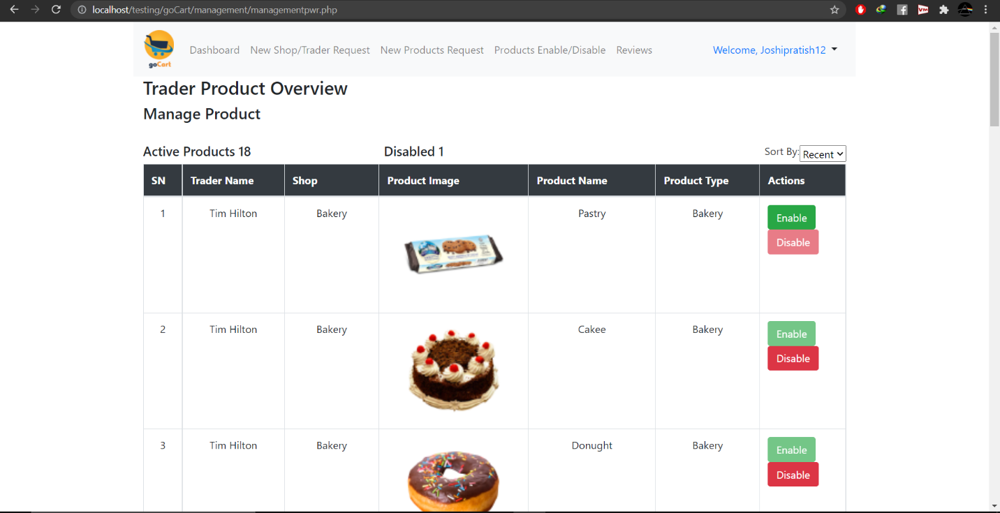 localhost/testing/goCart/management/managementpwr.php
goCart
Dashboard New Shop/Trader Request New Products Request Products Enable/Disable Reviews Welcome, Joshipratish12
Trader Product Overview
Manage Product
Active Products 18 Disabled 1 Sort By: Recent
SN Trader Name Shop Product Image Product Name Product Type Actions
1 Tim Hilton Bakery Pastry Bakery Enable
Disable
2 Tim Hilton Bakery Cakee Bakery Enable
Disable
3 Tim Hilton Bakery Donught Bakery Enable
Disable